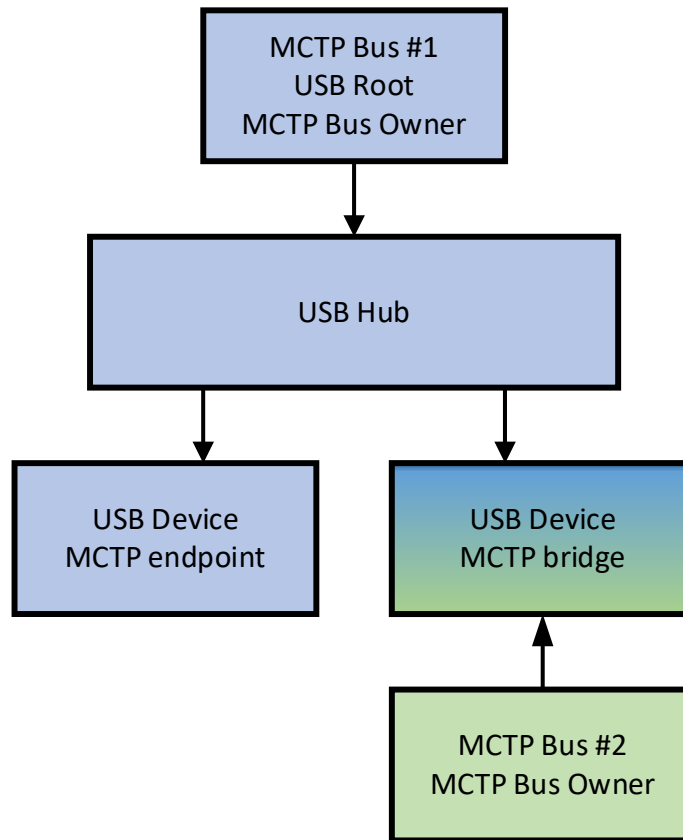 MCTP Bus #1
USB Root
MCTP Bus Owner
USB Hub
USB Device
MCTP endpoint
USB Device
MCTP bridge
MCTP Bus #2
MCTP Bus Owner